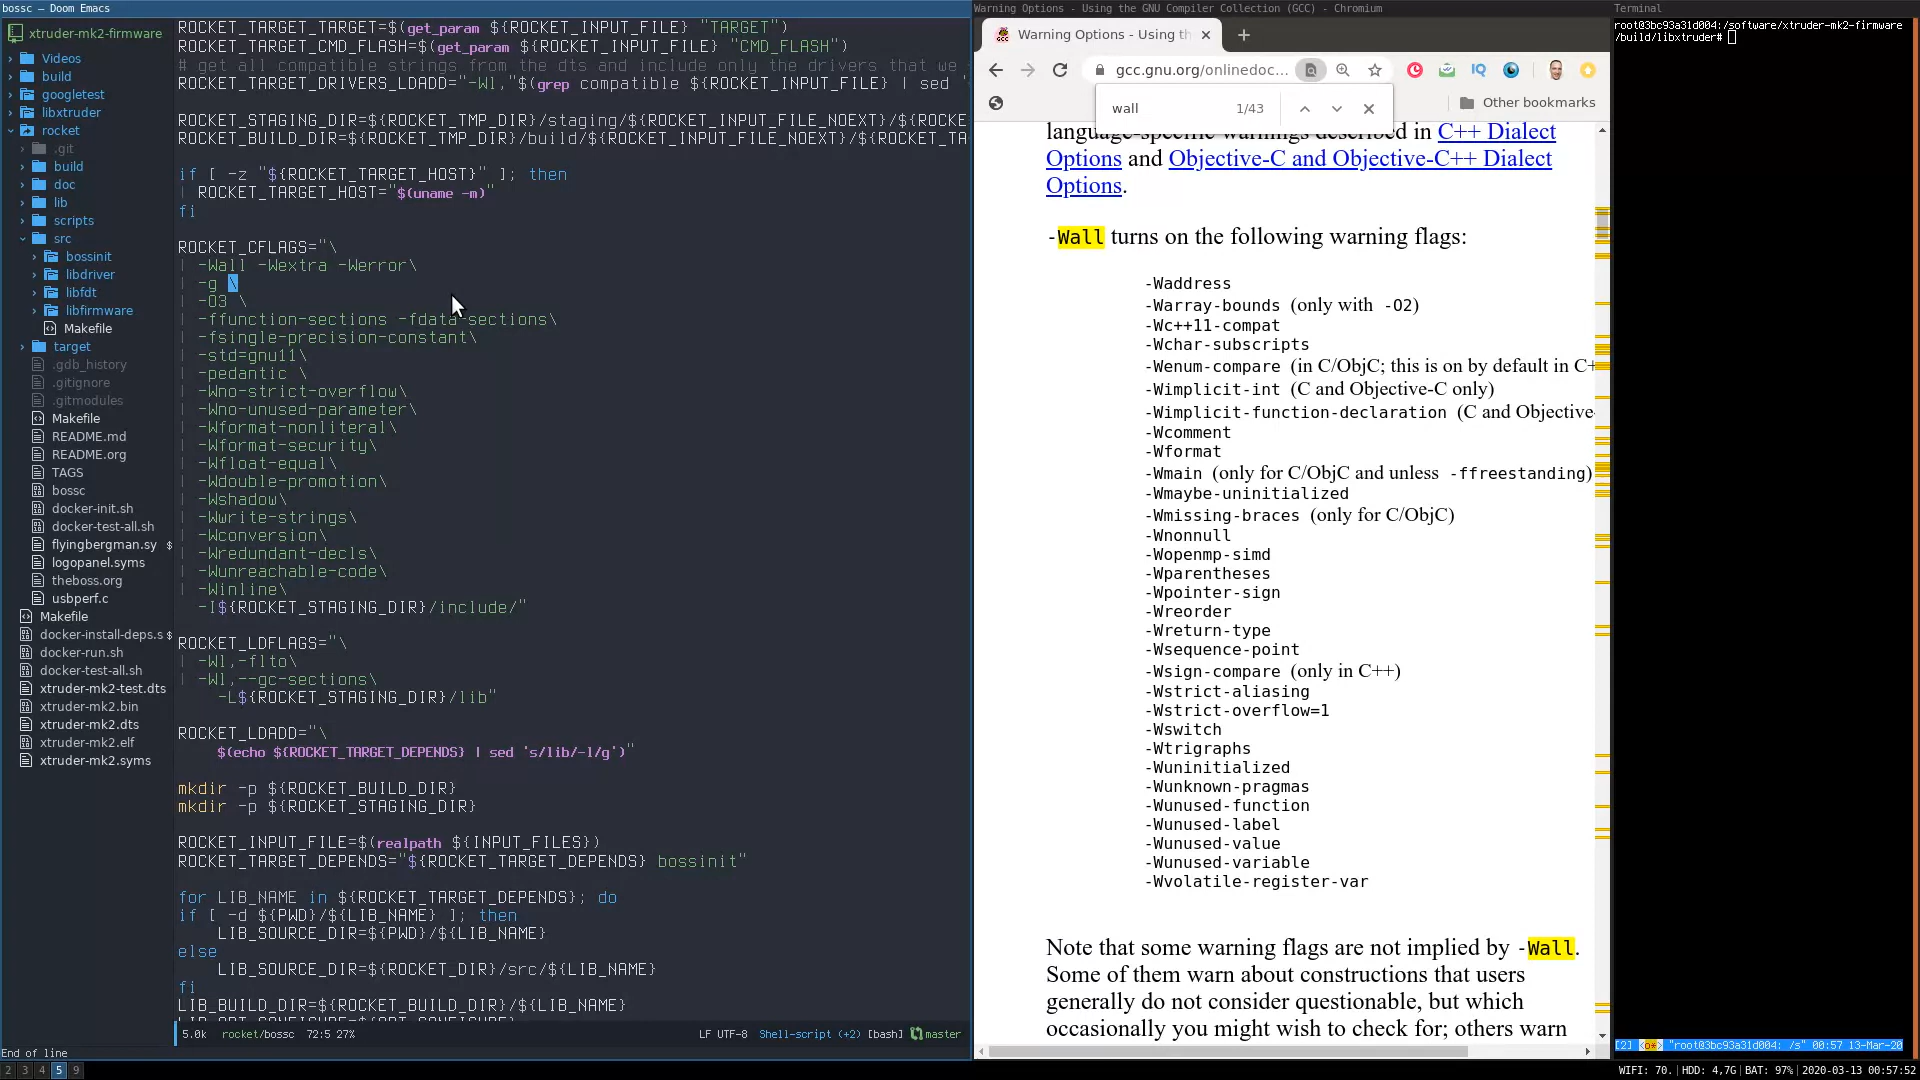 bossc – Doom Emacs
xtruder-mk2-firmware
Videos
build
googletest
libxtruder
rocket
.git
build
doc
lib
scripts
src
bossinit
libdriver
libfdt
libfirmware
Makefile
target
.gdb_history
.gitignore
.gitmodules
Makefile
README.md
README.org
TAGS
bossc
docker-init.sh
docker-test-all.sh
flyingbergman.sy $
logopanel.syms
theboss.org
usbperf.c
Makefile
docker-install-deps.s $
docker-run.sh
docker-test-all.sh
xtruder-mk2-test.dts
xtruder-mk2.bin
xtruder-mk2.dts
xtruder-mk2.elf
xtruder-mk2.syms
ROCKET_TARGET_TARGET=$(get_param ${ROCKET_INPUT_FILE} "TARGET")
ROCKET_TARGET_CMD_FLASH=$(get_param ${ROCKET_INPUT_FILE} "CMD_FLASH")
# get all compatible strings from the dts and include only the drivers that we
ROCKET_TARGET_DRIVERS_LDADD="-Wl,"$(grep compatible ${ROCKET_INPUT_FILE} | sed '
ROCKET_STAGING_DIR=${ROCKET_TMP_DIR}/staging/${ROCKET_INPUT_FILE_NOEXT}/${ROCKE
ROCKET_BUILD_DIR=${ROCKET_TMP_DIR}/build/${ROCKET_INPUT_FILE_NOEXT}/${ROCKET_TA
if [ -z "${ROCKET_TARGET_HOST}" ]; then
ROCKET_TARGET_HOST="$(uname -m)"
fi
ROCKET_CFLAGS="\
-Wall -Wextra -Werror\
-g \
-O3 \
-ffunction-sections -fdata-sections\
-fsingle-precision-constant\
-std=gnu11\
-pedantic \
-Wno-strict-overflow\
-Wno-unused-parameter\
-Wformat-nonliteral\
-Wformat-security\
-Wfloat-equal\
-Wdouble-promotion\
-Wshadow\
-Wwrite-strings\
-Wconversion\
-Wredundant-decls\
-Wunreachable-code\
-Winline\
-I${ROCKET_STAGING_DIR}/include/"
ROCKET_LDFLAGS="\
-Wl,-flto\
-Wl,--gc-sections\
-L${ROCKET_STAGING_DIR}/lib"
ROCKET_LDADD="\
$(echo ${ROCKET_TARGET_DEPENDS} | sed 's/lib/-l/g')"
mkdir -p ${ROCKET_BUILD_DIR}
mkdir -p ${ROCKET_STAGING_DIR}
ROCKET_INPUT_FILE=$(realpath ${INPUT_FILES})
ROCKET_TARGET_DEPENDS="${ROCKET_TARGET_DEPENDS} bossinit"
for LIB_NAME in ${ROCKET_TARGET_DEPENDS}; do
if [ -d ${PWD}/${LIB_NAME} ]; then
LIB_SOURCE_DIR=${PWD}/${LIB_NAME}
else
LIB_SOURCE_DIR=${ROCKET_DIR}/src/${LIB_NAME}
fi
LIB_BUILD_DIR=${ROCKET_BUILD_DIR}/${LIB_NAME}
5.0k rocket/bossc 72:5 27% LF UTF-8 Shell-script (+2) [bash] master
End of line
2 3 4 5 9
Warning Options - Using the GNU Compiler Collection (GCC) - Chromium
Warning Options - Using th
gcc.gnu.org/onlinedoc...
IQ
wall 1/43
Other bookmarks
language-specific warnings described in C++ Dialect
Options and Objective-C and Objective-C++ Dialect
Options.
-Wall turns on the following warning flags:
-Waddress
-Warray-bounds (only with -O2)
-Wc++11-compat
-Wchar-subscripts
-Wenum-compare (in C/ObjC; this is on by default in C+
-Wimplicit-int (C and Objective-C only)
-Wimplicit-function-declaration (C and Objective-
-Wcomment
-Wformat
-Wmain (only for C/ObjC and unless -ffreestanding)
-Wmaybe-uninitialized
-Wmissing-braces (only for C/ObjC)
-Wnonnull
-Wopenmp-simd
-Wparentheses
-Wpointer-sign
-Wreorder
-Wreturn-type
-Wsequence-point
-Wsign-compare (only in C++)
-Wstrict-aliasing
-Wstrict-overflow=1
-Wswitch
-Wtrigraphs
-Wuninitialized
-Wunknown-pragmas
-Wunused-function
-Wunused-label
-Wunused-value
-Wunused-variable
-Wvolatile-register-var
Note that some warning flags are not implied by -Wall.
Some of them warn about constructions that users
generally do not consider questionable, but which
occasionally you might wish to check for; others warn
Terminal
root@3bc93a31d004:/software/xtruder-mk2-firmware
/build/libxtruder#
[2] <o*> "root@3bc93a31d004: /s" 00:57 13-Mar-20
WIFI: 70. | HDD: 4,7G | BAT: 97% | 2020-03-13 00:57:52